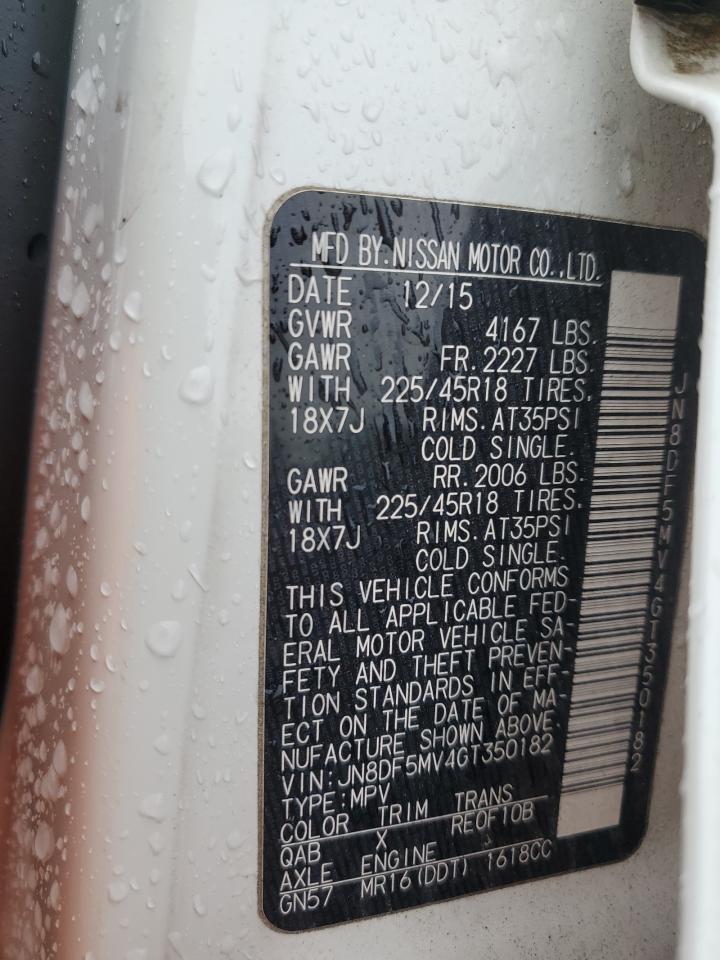 MFD BY. NISSAN MOTOR CO.,LTD.
DATE 12/15
GVWR 4167 LBS.
GAWR FR. 2227 LBS.
WITH 225/45R18 TIRES.
18X7J RIMS. AT35PSI
COLD SINGLE.
GAWR RR. 2006 LBS.
WITH 225/45R18 TIRES.
18X7J RIMS. AT35PSI
COLD SINGLE.
THIS VEHICLE CONFORMS
TO ALL APPLICABLE FED-
ERAL MOTOR VEHICLE SA-
FETY AND THEFT PREVEN-
TION STANDARDS IN EFF-
ECT ON THE DATE OF MA-
NUFACTURE SHOWN ABOVE.
VIN:JN8DF5MV4GT350182
TYPE:MPV
COLOR TRIM TRANS
QAB X RE0F10B
AXLE ENGINE
GN57 MR16(DDT) 1618CC
JN8DF5MV4GT350182